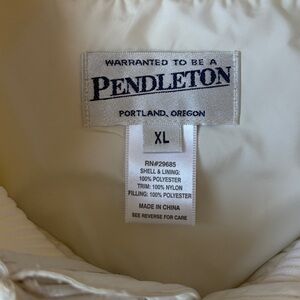 WARRANTED TO BE A
PENDLETON
PORTLAND, OREGON
XL
RN#29685
SHELL & LINING:
100% POLYESTER
TRIM: 100% NYLON
FILLING: 100% POLYESTER
MADE IN CHINA
SEE REVERSE FOR CARE